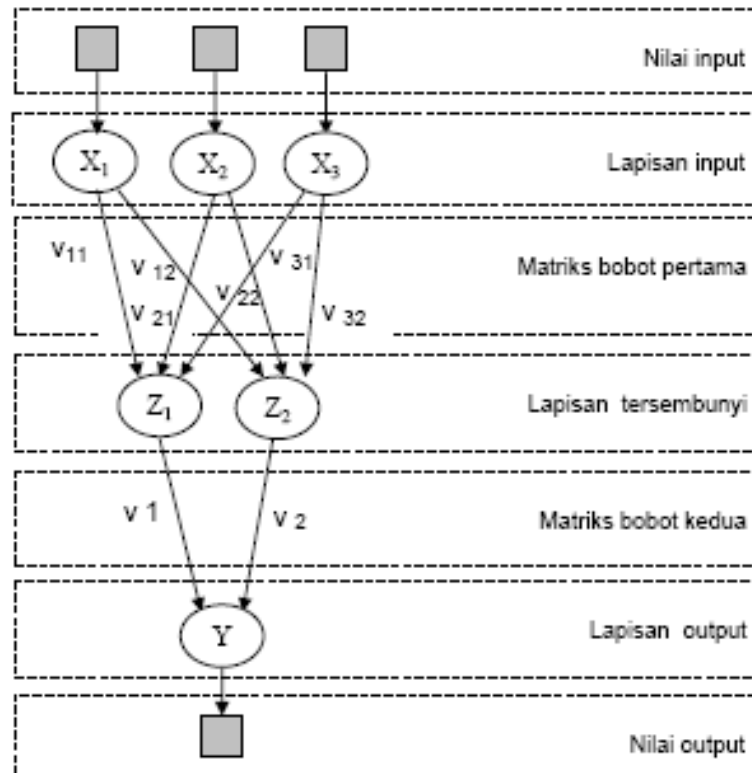 Nilai input
X₁ X₂ X₃ Lapisan input
v₁₁ v ₁₂ v ₂₁ v ₂₂ v ₃₁ v ₃₂ Matriks bobot pertama
Z₁ Z₂ Lapisan tersembunyi
v 1 v 2 Matriks bobot kedua
Y Lapisan output
Nilai output